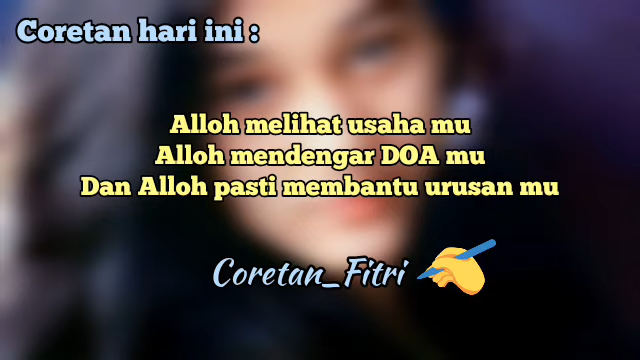 Coretan hari ini :
Alloh melihat usaha mu
Alloh mendengar DOA mu
Dan Alloh pasti membantu urusan mu
Coretan_Fitri